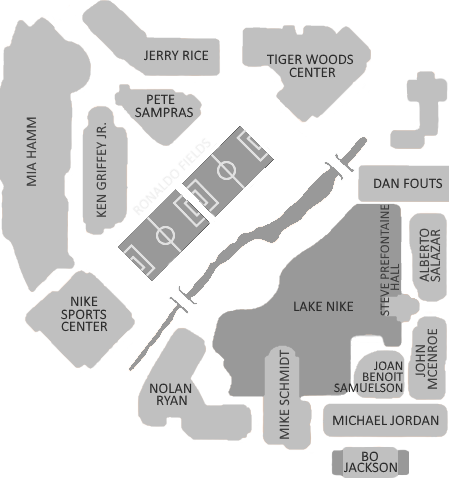 JERRY RICE
TIGER WOODS
CENTER
PETE
SAMPRAS
MIA HAMM
KEN GRIFFEY JR.
RONALDO FIELDS
DAN FOUTS
STEVE PREFONTAINE
HALL
ALBERTO
SALAZAR
NIKE
SPORTS
CENTER
LAKE NIKE
JOHN
MCENROE
JOAN
BENOIT
SAMUELSON
NOLAN
RYAN
MIKE SCHMIDT
MICHAEL JORDAN
BO
JACKSON